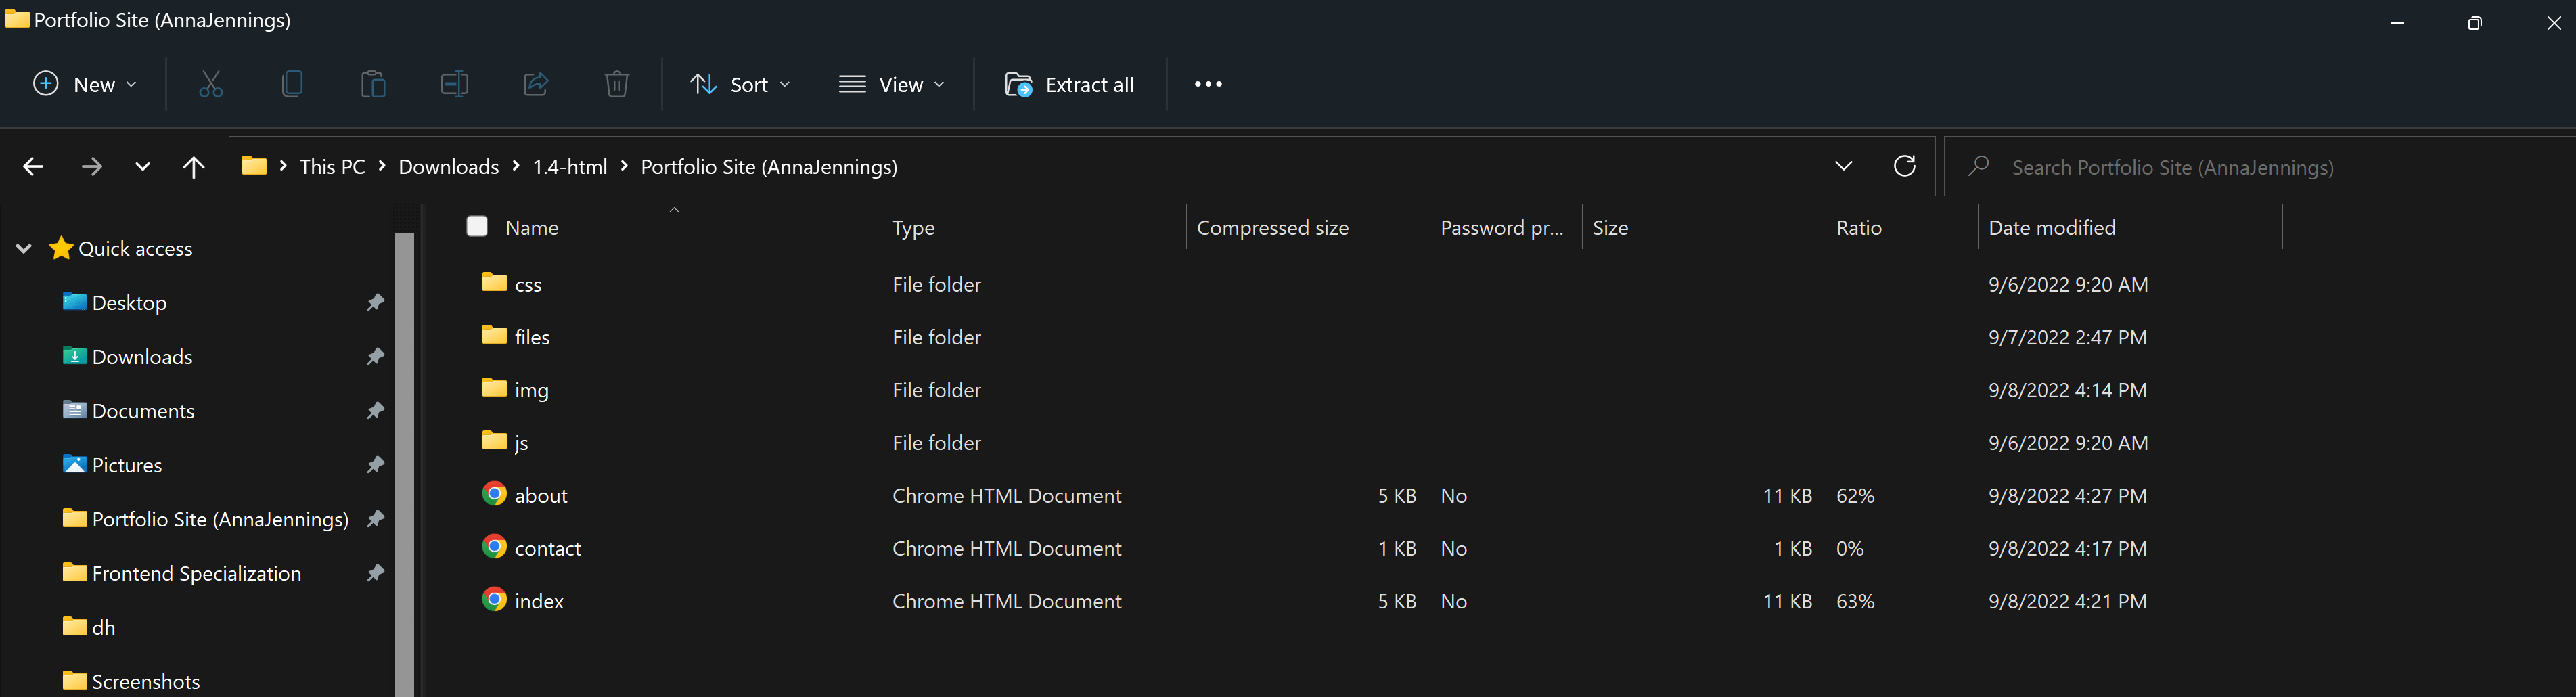 Portfolio Site (AnnaJennings)
New Sort View Extract all
This PC Downloads 1.4-html Portfolio Site (AnnaJennings) Search Portfolio Site (AnnaJennings)
Quick access
Desktop
Downloads
Documents
Pictures
Portfolio Site (AnnaJennings)
Frontend Specialization
dh
Screenshots
Name Type Compressed size Password pr... Size Ratio Date modified
css File folder 9/6/2022 9:20 AM
files File folder 9/7/2022 2:47 PM
img File folder 9/8/2022 4:14 PM
js File folder 9/6/2022 9:20 AM
about Chrome HTML Document 5 KB No 11 KB 62% 9/8/2022 4:27 PM
contact Chrome HTML Document 1 KB No 1 KB 0% 9/8/2022 4:17 PM
index Chrome HTML Document 5 KB No 11 KB 63% 9/8/2022 4:21 PM